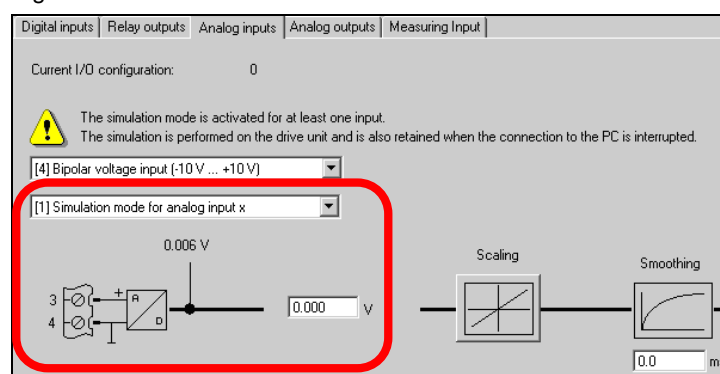 Digital inputs Relay outputs Analog inputs Analog outputs Measuring Input
Current I/O configuration: 0
The simulation mode is activated for at least one input.
The simulation is performed on the drive unit and is also retained when the connection to the PC is interrupted.
[4] Bipolar voltage input (-10 V ... +10 V)
[1] Simulation mode for analog input x
0.006 V
Scaling
Smoothing
3 + A
0.000 V
4 D
0.0 m